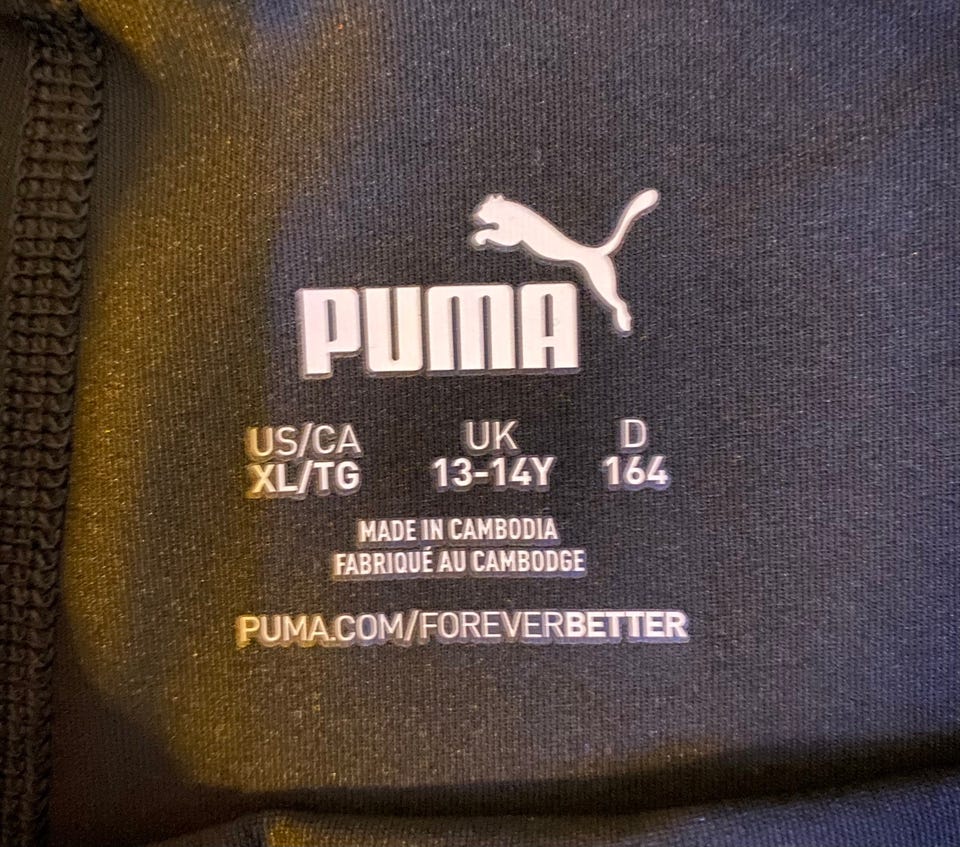 PUMA
US/CA UK D
XL/TG 13-14Y 164
MADE IN CAMBODIA
FABRIQUÉ AU CAMBODGE
PUMA.COM/FOREVERBETTER